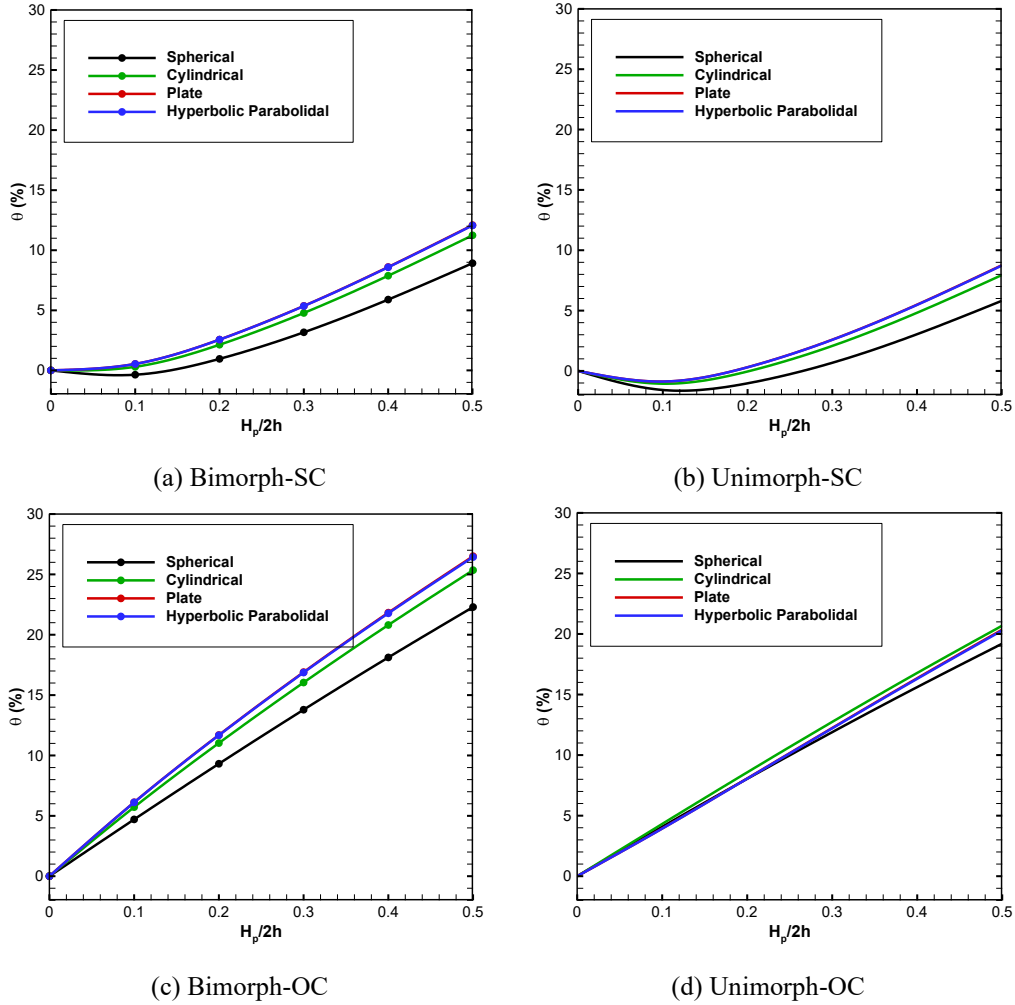 30
25
20
15
10
5
0
θ (%)
Spherical
Cylindrical
Plate
Hyperbolic Parabolidal
0 0.1 0.2 0.3 0.4 0.5
Hp/2h
(a) Bimorph-SC
30
25
20
15
10
5
0
θ (%)
Spherical
Cylindrical
Plate
Hyperbolic Parabolidal
0 0.1 0.2 0.3 0.4 0.5
Hp/2h
(b) Unimorph-SC
30
25
20
15
10
5
0
θ (%)
Spherical
Cylindrical
Plate
Hyperbolic Parabolidal
0 0.1 0.2 0.3 0.4 0.5
Hp/2h
(c) Bimorph-OC
30
25
20
15
10
5
0
θ (%)
Spherical
Cylindrical
Plate
Hyperbolic Parabolidal
0 0.1 0.2 0.3 0.4 0.5
Hp/2h
(d) Unimorph-OC